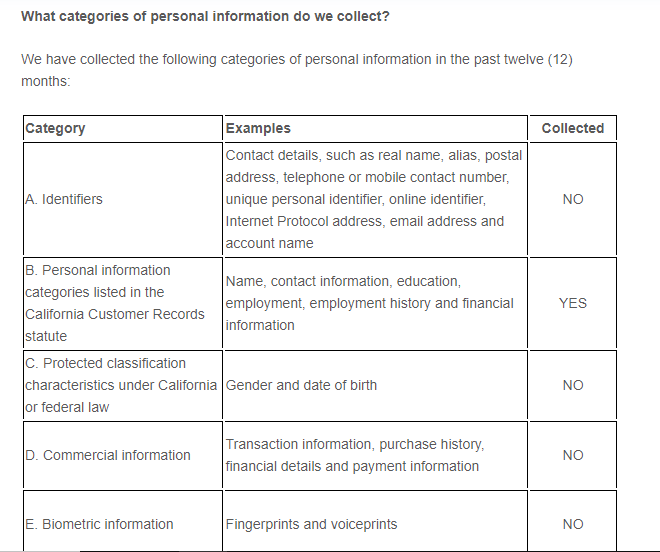 What categories of personal information do we collect?
We have collected the following categories of personal information in the past twelve (12)
months:
Category Examples Collected
A. Identifiers
Contact details, such as real name, alias, postal
address, telephone or mobile contact number,
unique personal identifier, online identifier,
Internet Protocol address, email address and
account name
NO
B. Personal information
categories listed in the
California Customer Records
statute
Name, contact information, education,
employment, employment history and financial
information
YES
C. Protected classification
characteristics under California
or federal law
Gender and date of birth
NO
D. Commercial information
Transaction information, purchase history,
financial details and payment information
NO
E. Biometric information
Fingerprints and voiceprints
NO